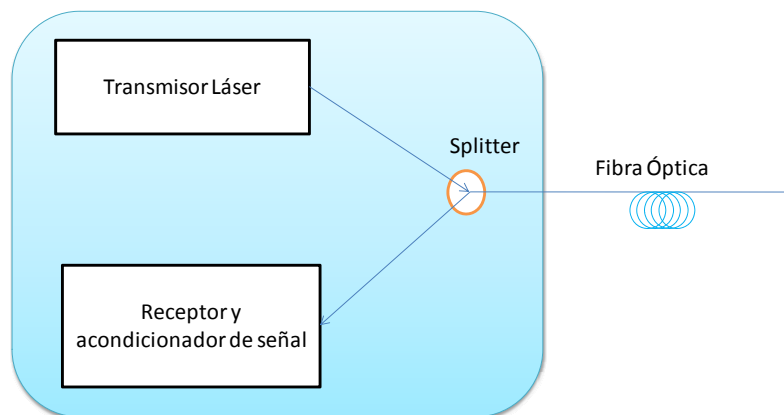 Transmisor Láser
Splitter
Fibra Óptica
Receptor y
acondicionador de señal